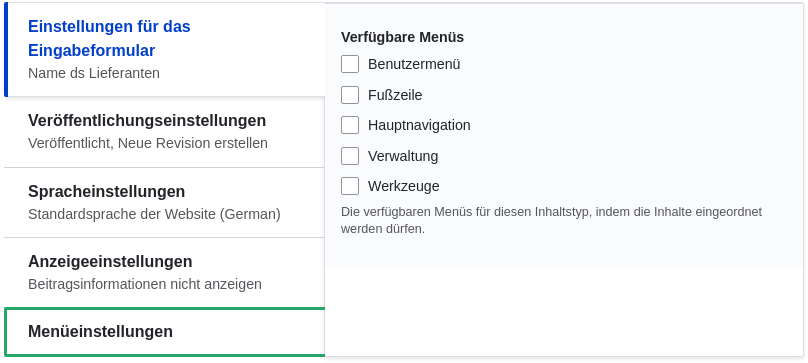 Einstellungen für das
Eingabeformular
Name ds Lieferanten
Veröffentlichungseinstellungen
Veröffentlicht, Neue Revision erstellen
Spracheinstellungen
Standardsprache der Website (German)
Anzeigeeinstellungen
Beitragsinformationen nicht anzeigen
Menüeinstellungen
Verfügbare Menüs
Benutzermenü
Fußzeile
Hauptnavigation
Verwaltung
Werkzeuge
Die verfügbaren Menüs für diesen Inhaltstyp, indem die Inhalte eingeordnet
werden dürfen.